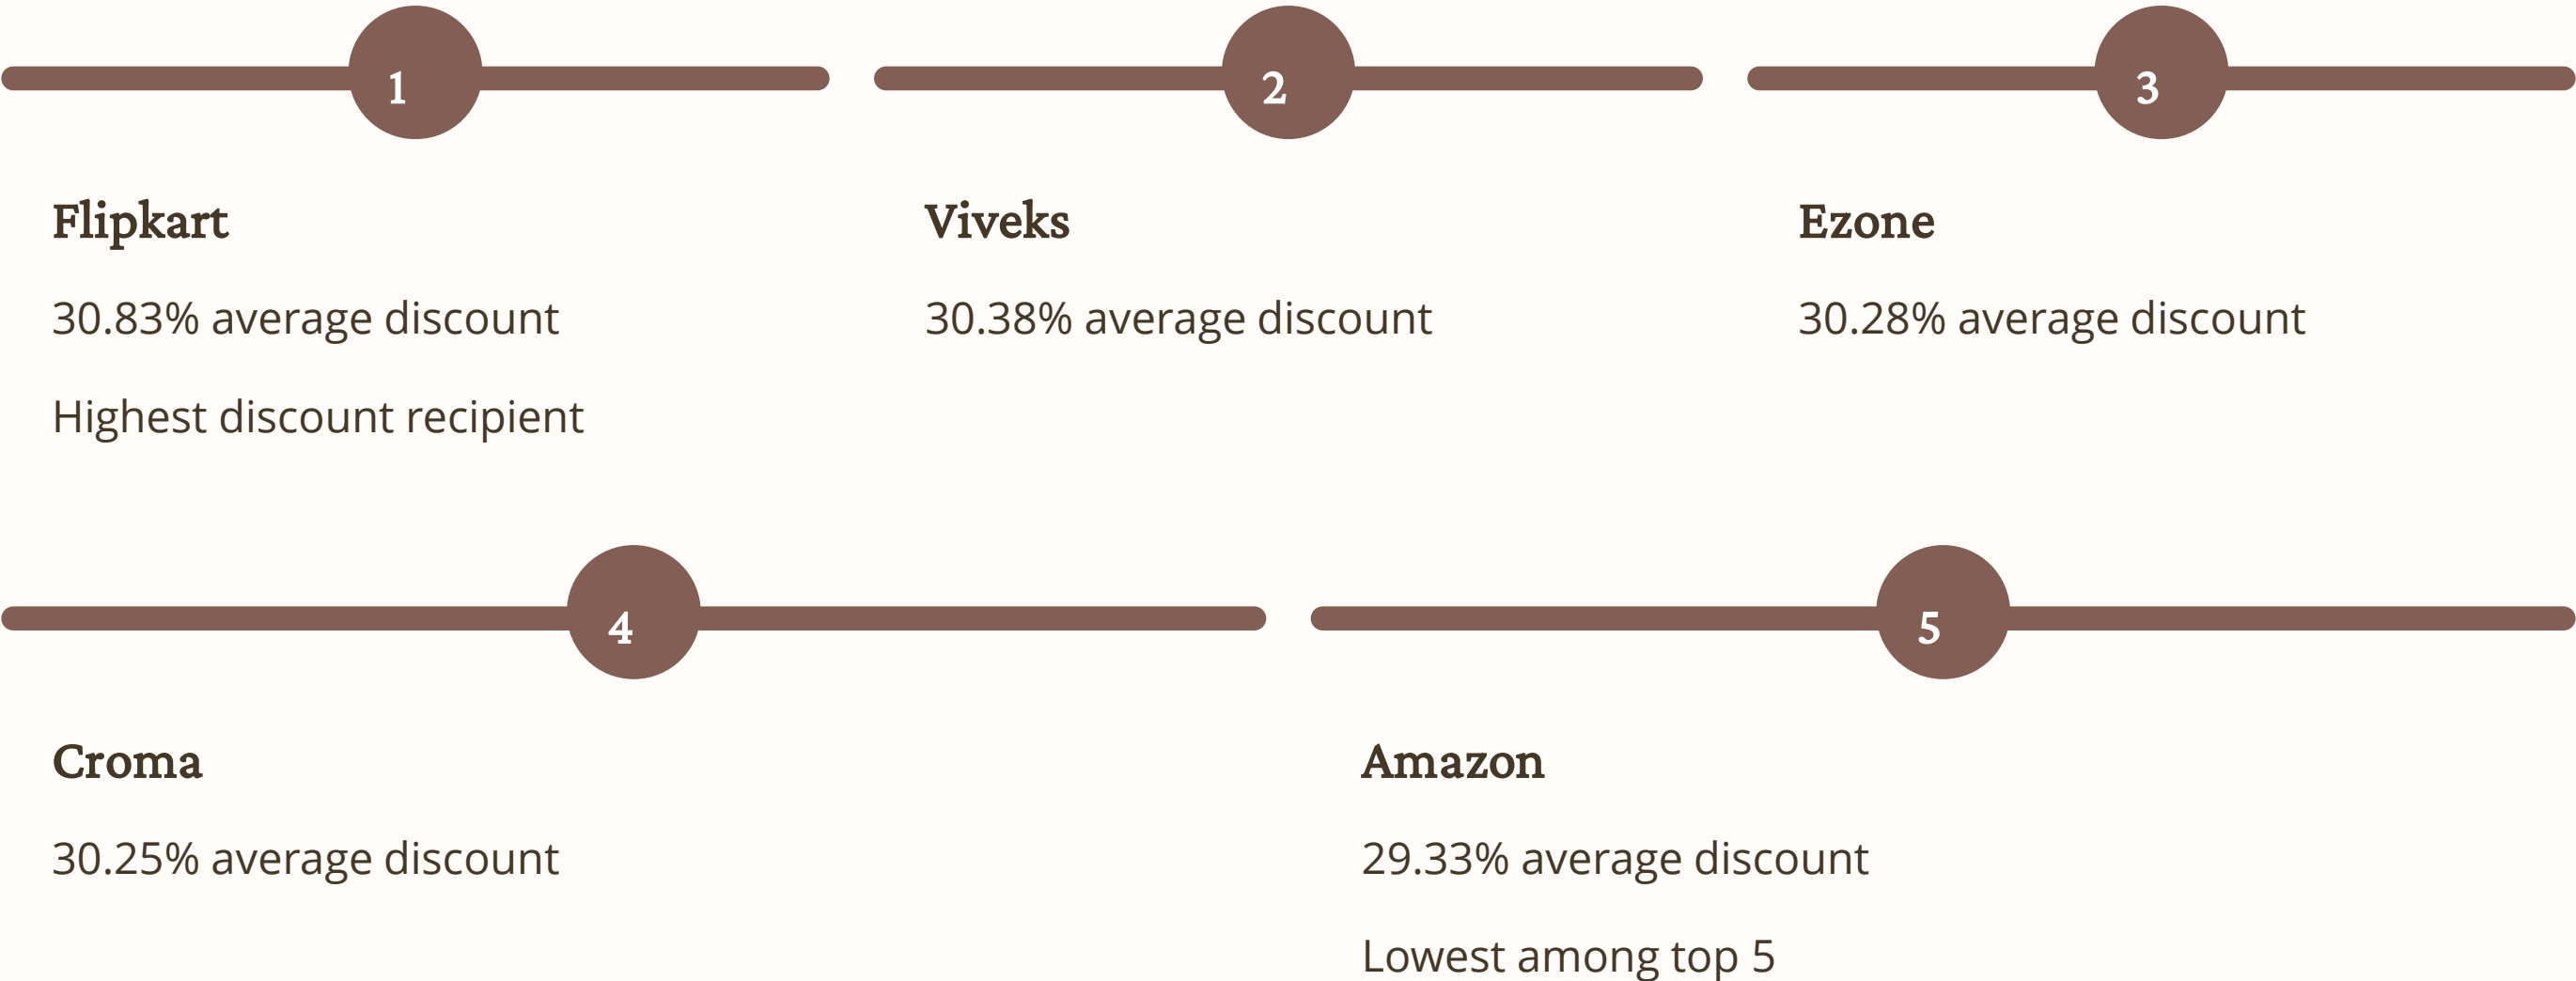 1
Flipkart
30.83% average discount
Highest discount recipient
2
Viveks
30.38% average discount
3
Ezone
30.28% average discount
4
Croma
30.25% average discount
5
Amazon
29.33% average discount
Lowest among top 5